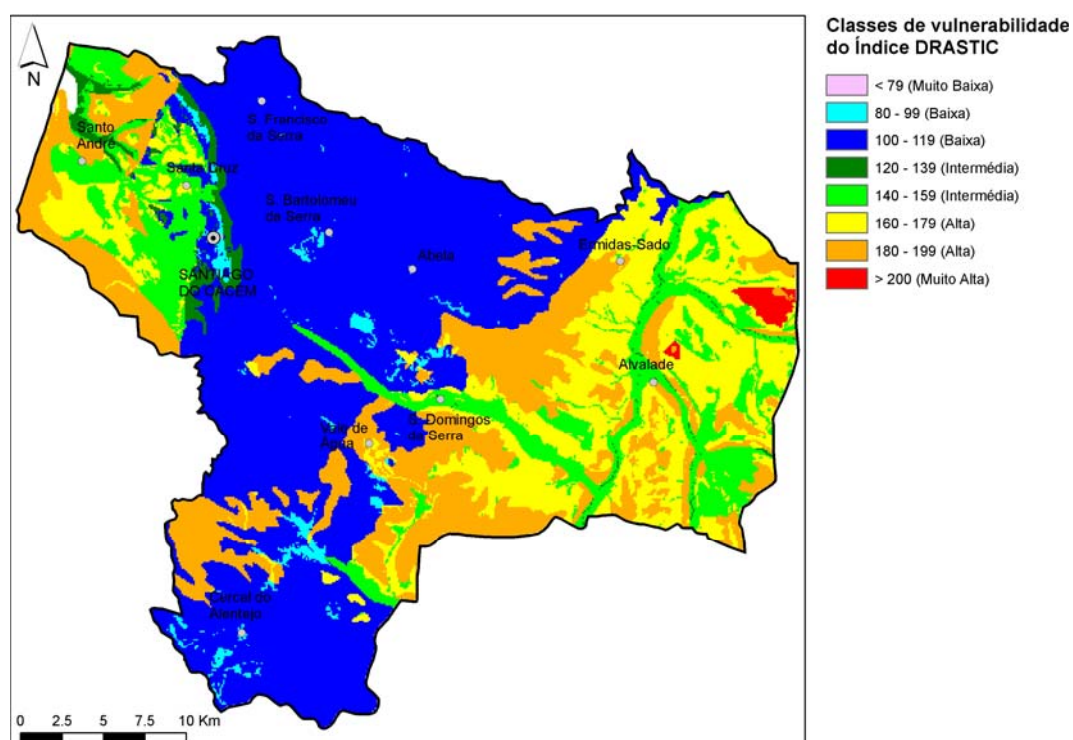 Classes de vulnerabilidade
do Índice DRASTIC
< 79 (Muito Baixa)
80 - 99 (Baixa)
100 - 119 (Baixa)
120 - 139 (Intermédia)
140 - 159 (Intermédia)
160 - 179 (Alta)
180 - 199 (Alta)
> 200 (Muito Alta)
N
S. Francisco
da Serra
Santo
André
Santa Cruz
S. Bartolomeu
da Serra
Ermidas-Sado
Abela
SANTIAGO
DO CACÉM
Alvalade
S. Domingos
da Serra
Vale de
Água
Cercal do
Alentejo
0 2.5 5 7.5 10 Km